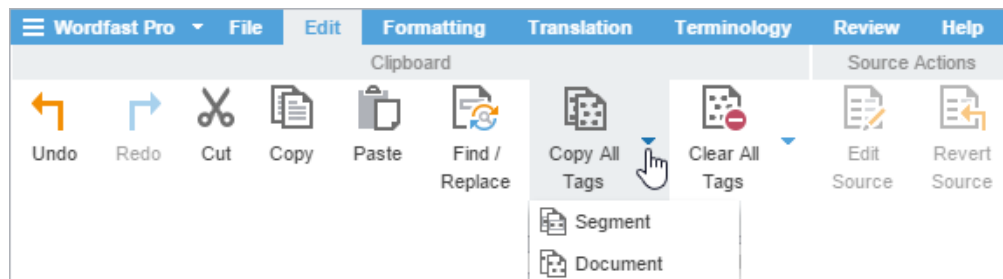 Wordfast Pro File Edit Formatting Translation Terminology Review Help
Clipboard Source Actions
Undo Redo Cut Copy Paste Find / Copy All Clear All Edit Revert
Replace Tags Tags Source Source
Segment
Document